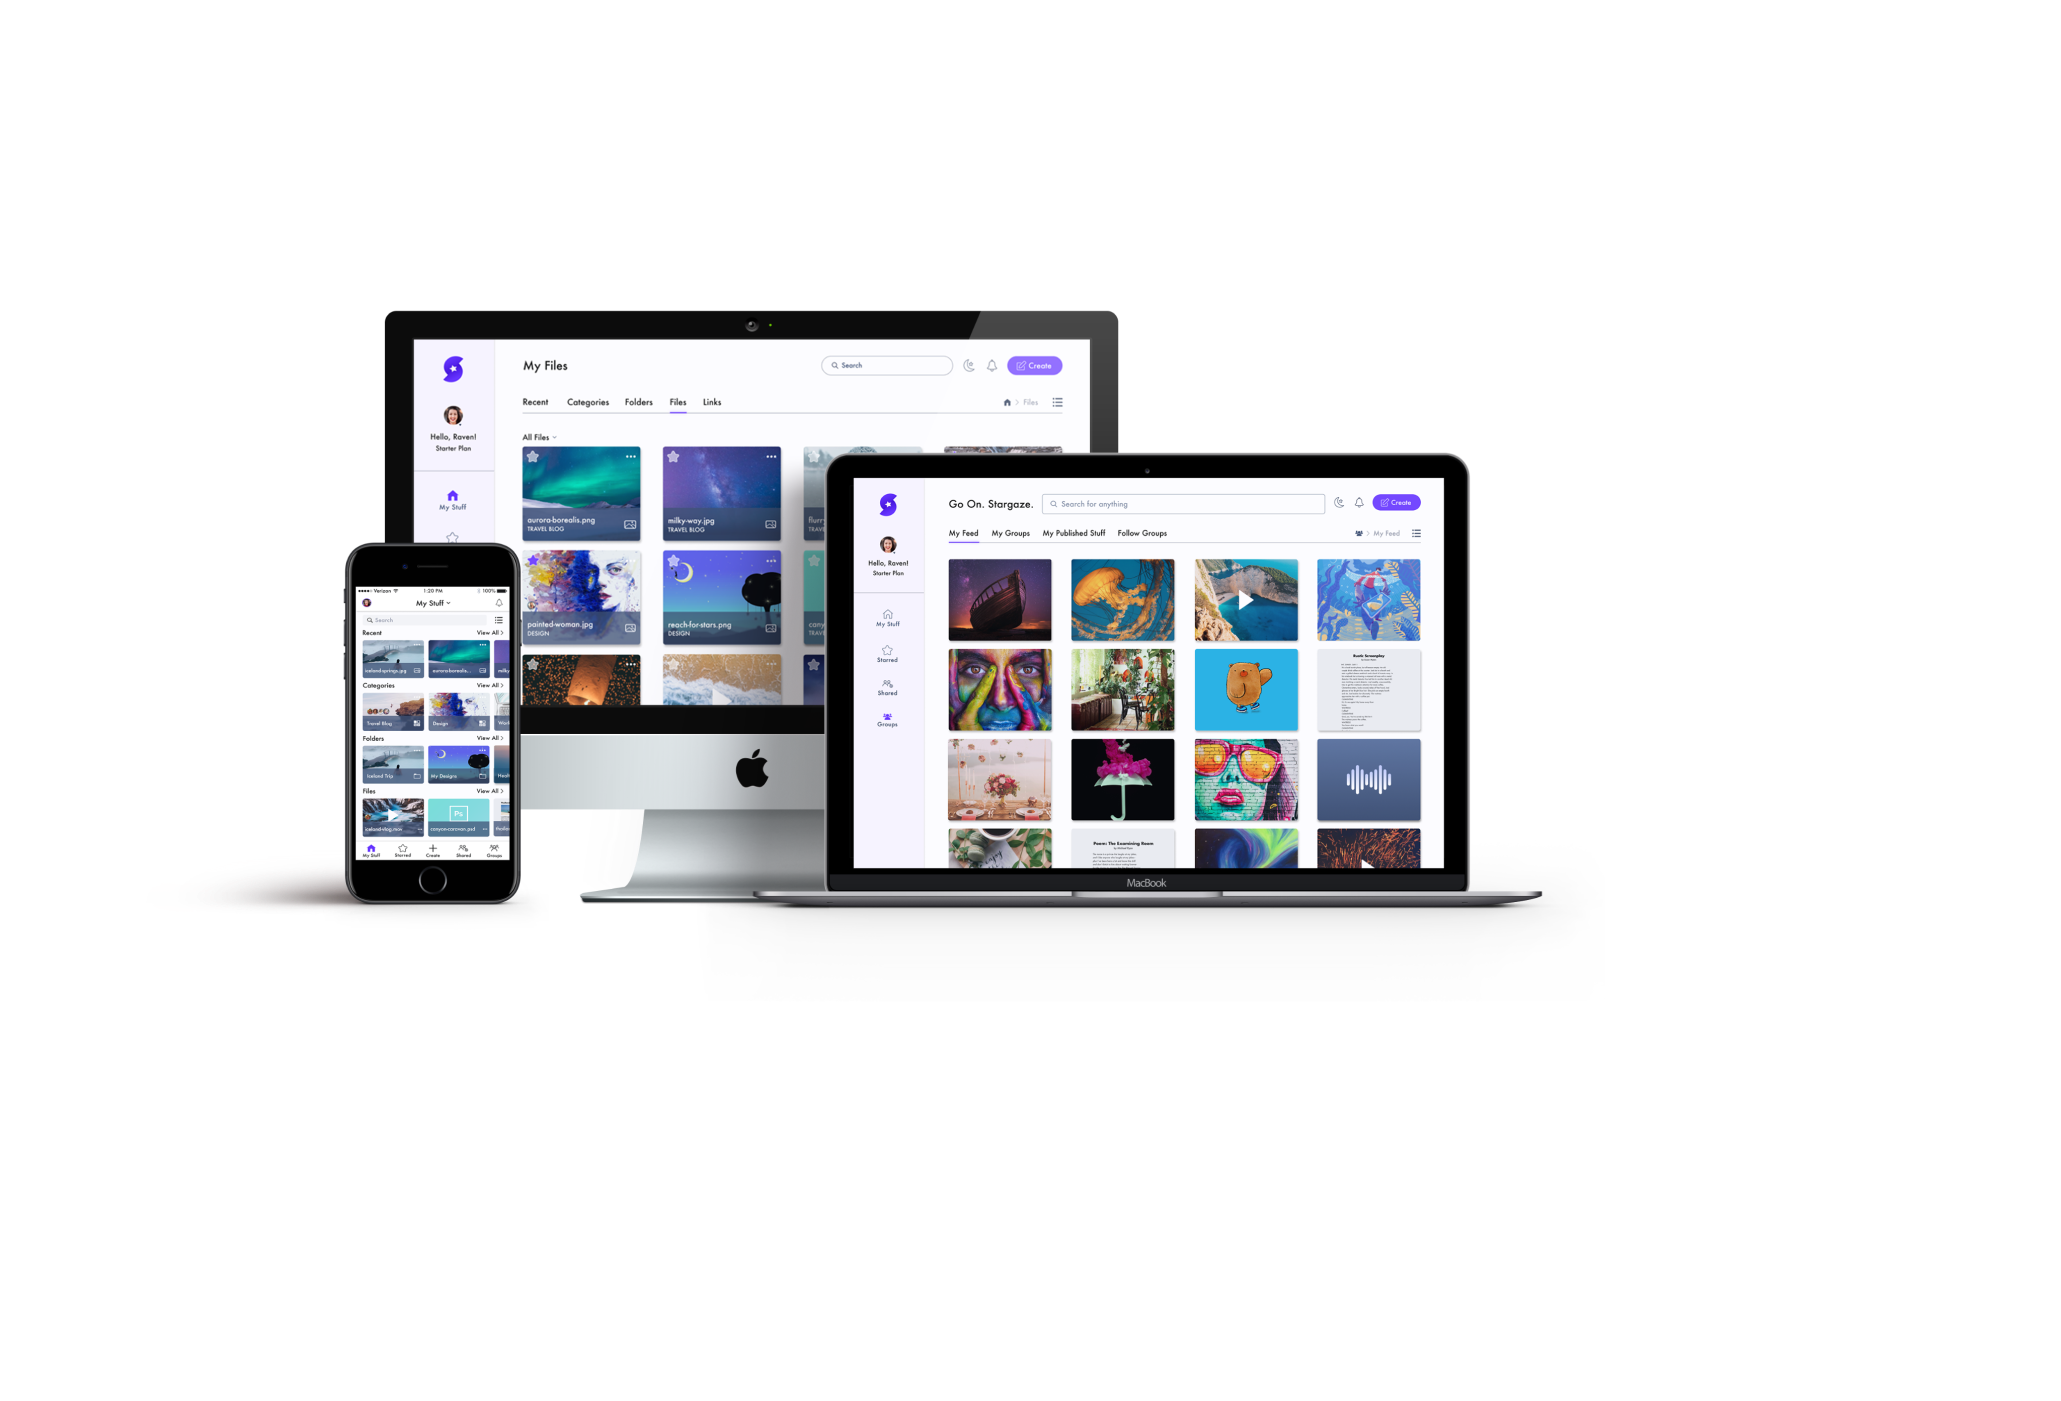 My Files
Search
Create
Recent
Categories
Folders
Files
Links
Files
Hello, Raven!
Starter Plan
All Files
My Stuff
aurora-borealis.png
TRAVEL BLOG
milky-way.jpg
TRAVEL BLOG
painted-woman.jpg
DESIGN
reach-for-stars.png
DESIGN
Verizon
1:20 PM
100%
My Stuff
Search
Recent
View All
iceland-springs.jpg
aurora-borealis...
milky
Categories
View All
Travel Blog
Design
Folders
View All
Iceland Trip
My Designs
Files
View All
Ps
iceland-vlog.mov
canyon-caravan.psd
My Stuff
Starred
Create
Shared
Groups
Go On. Stargaze.
Search for anything
Create
Hello, Raven!
Starter Plan
My Feed
My Groups
My Published Stuff
Follow Groups
My Feed
My Stuff
Starred
Shared
Groups
Rustic Screenplay
Poem: The Examining Room
MacBook